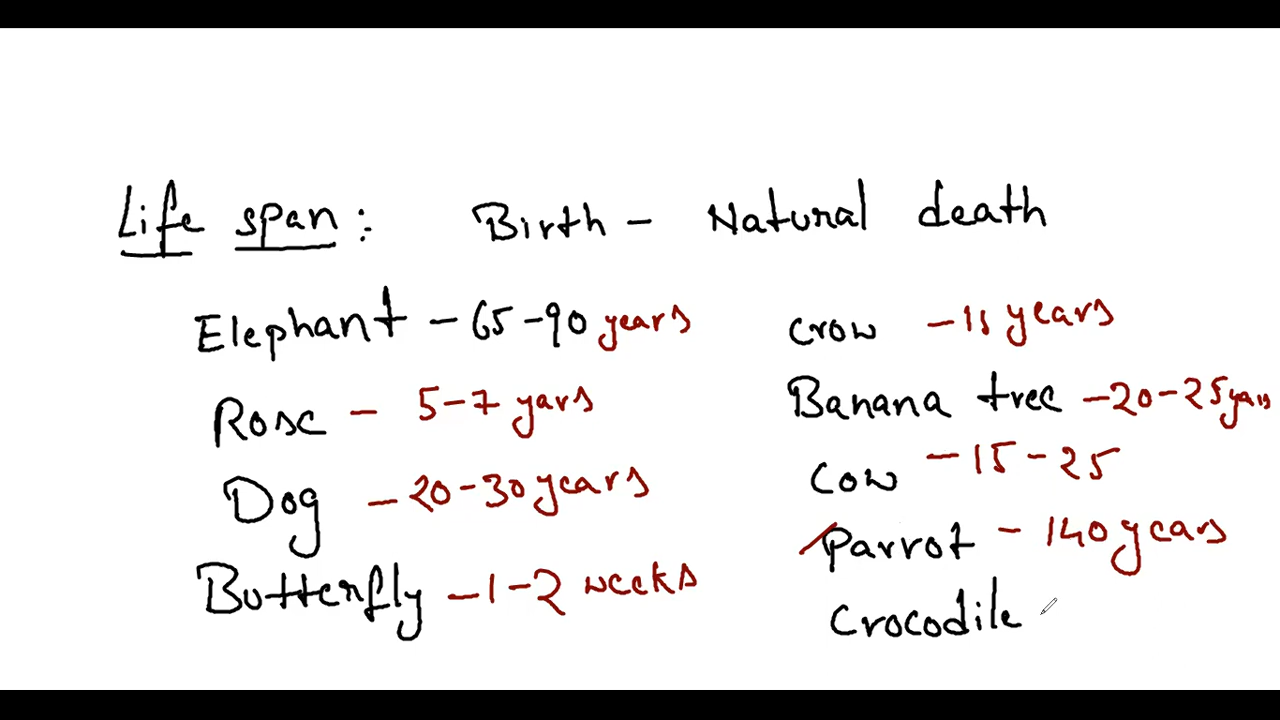 Life span : Birth - Natural death
Elephant - 65-90 years
Rose - 5-7 yars
Dog - 20-30 years
Butterfly - 1-2 weeks
crow - 15 years
Banana tree - 20-25 years
Cow - 15-25
Parrot - 140 years
Crocodile